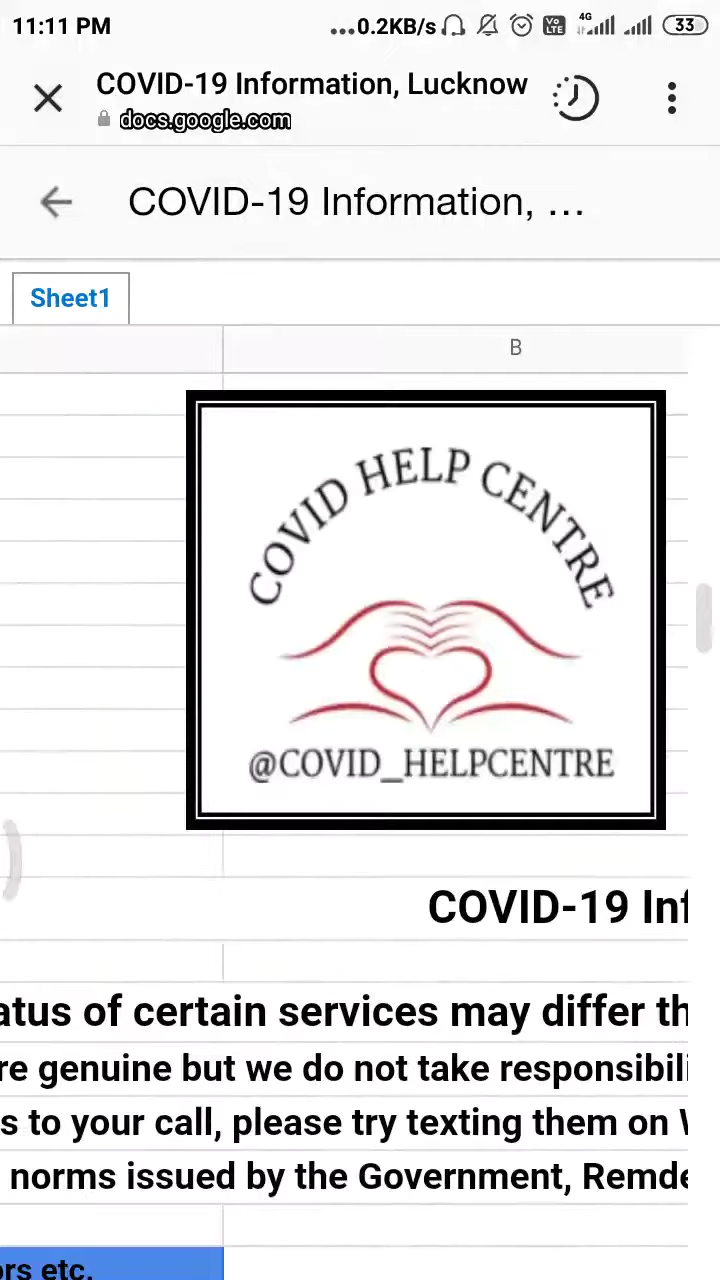 11:11 PM ...0.2KB/s Vo LTE 4G 33
COVID-19 Information, Lucknow
docs.google.com
COVID-19 Information, ...
Sheet1
B
COVID HELP CENTRE
@COVID_HELPCENTRE
COVID-19 Inf
atus of certain services may differ th
re genuine but we do not take responsibili
s to your call, please try texting them on
norms issued by the Government, Remde
ors etc.